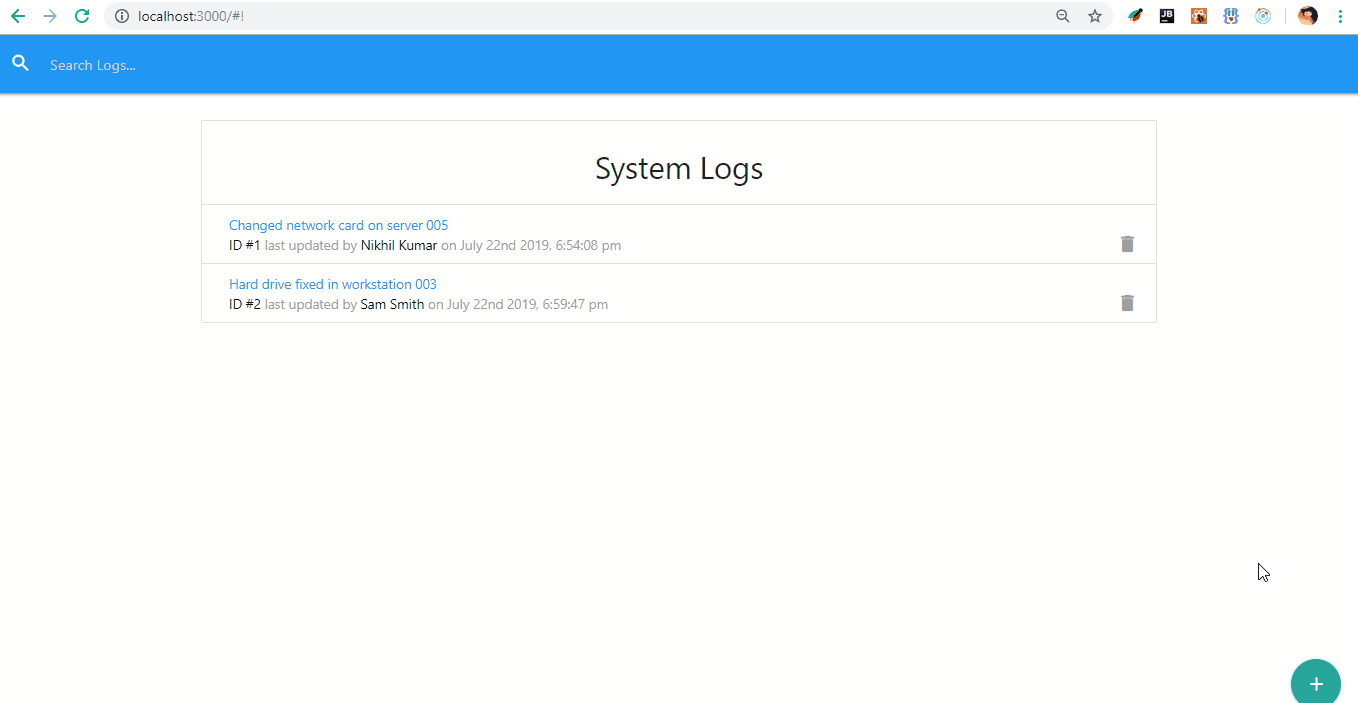 localhost:3000/#!
JB
Search Logs...
System Logs
Changed network card on server 005
ID #1 last updated by Nikhil Kumar on July 22nd 2019, 6:54:08 pm
Hard drive fixed in workstation 003
ID #2 last updated by Sam Smith on July 22nd 2019, 6:59:47 pm